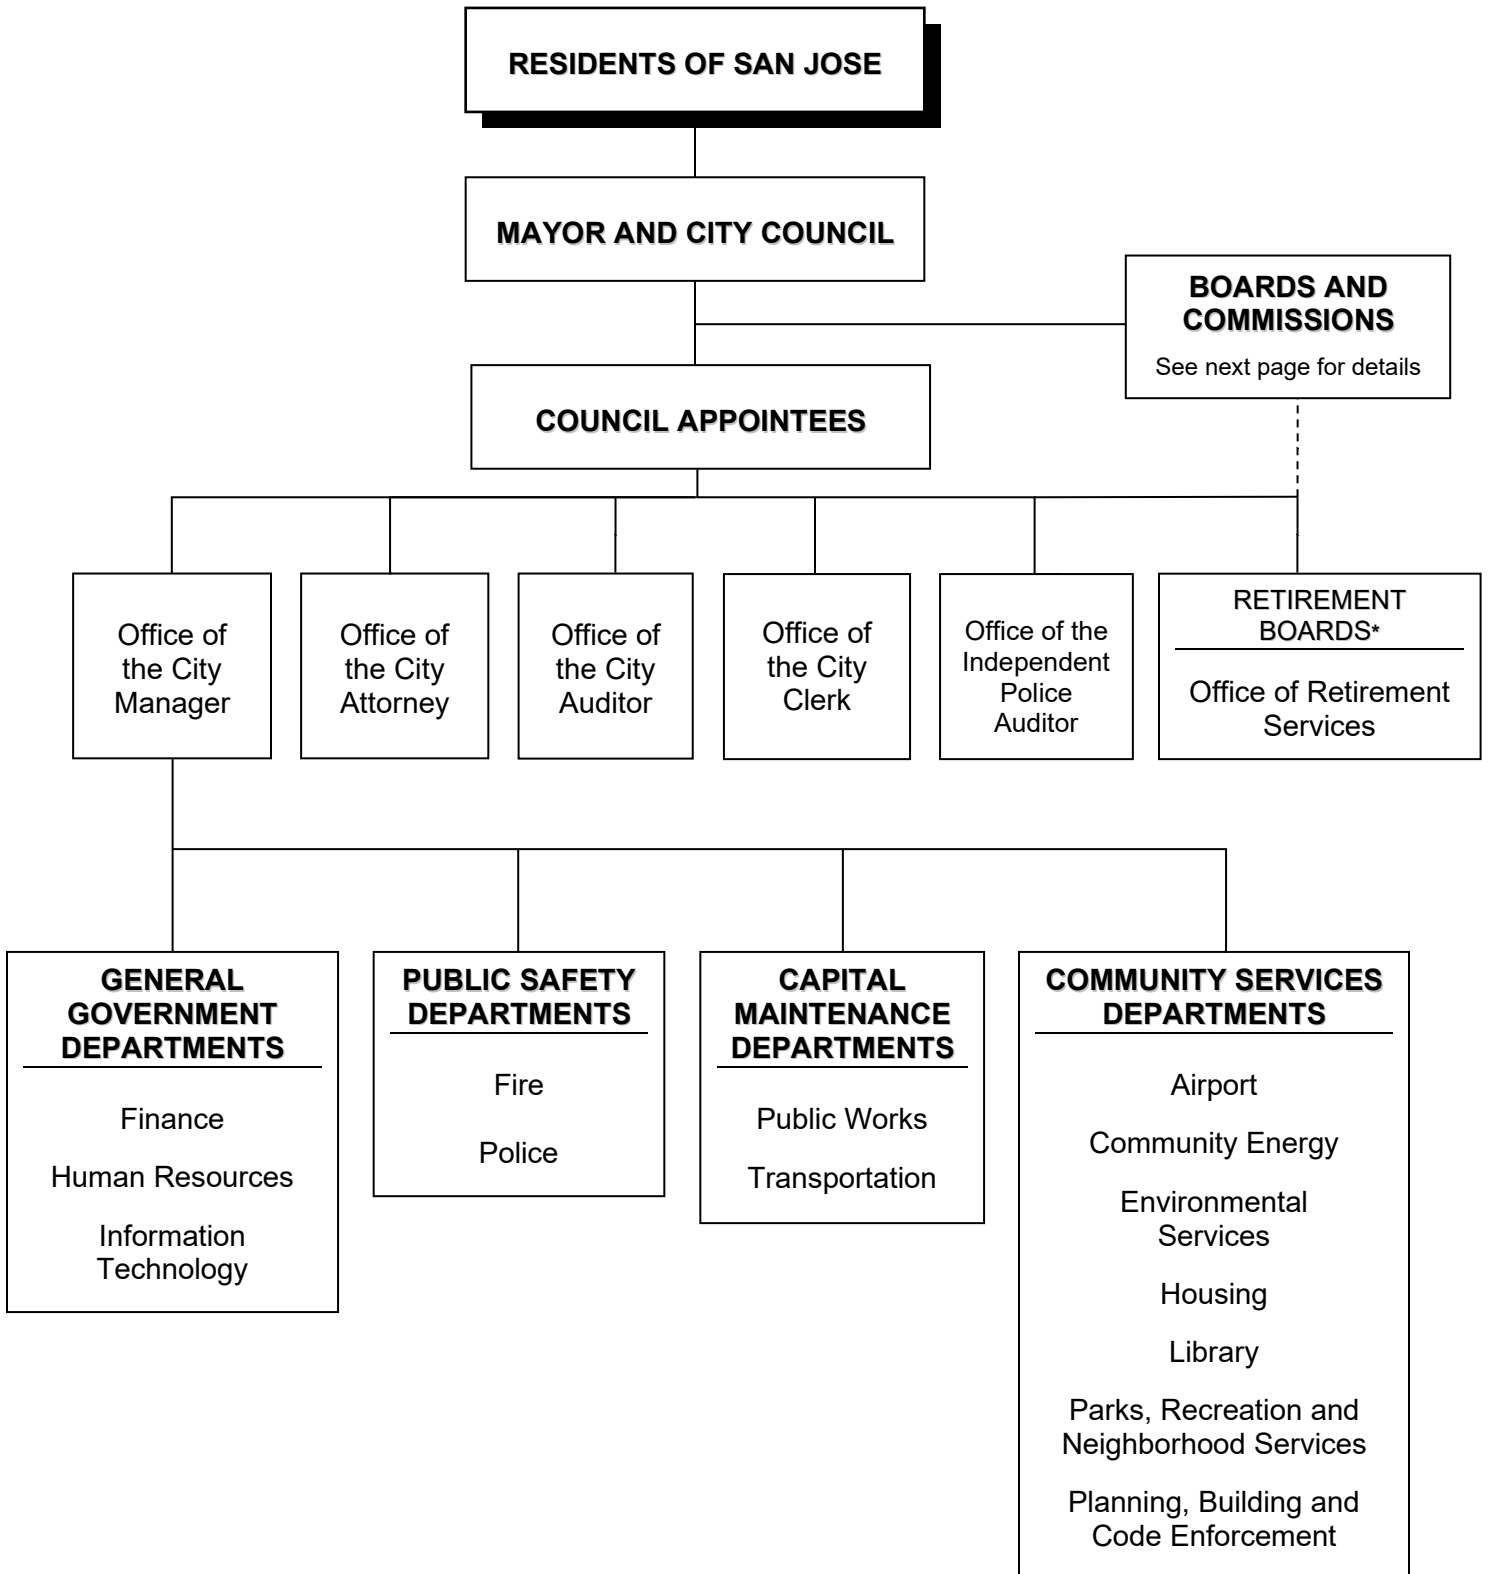 RESIDENTS OF SAN JOSE
MAYOR AND CITY COUNCIL
BOARDS AND
COMMISSIONS
See next page for details
COUNCIL APPOINTEES
Office of
the City
Manager
Office of
the City
Attorney
Office of
the City
Auditor
Office of
the City
Clerk
Office of the
Independent
Police
Auditor
RETIREMENT
BOARDS*
Office of Retirement
Services
GENERAL
GOVERNMENT
DEPARTMENTS
Finance
Human Resources
Information
Technology
PUBLIC SAFETY
DEPARTMENTS
Fire
Police
CAPITAL
MAINTENANCE
DEPARTMENTS
Public Works
Transportation
COMMUNITY SERVICES
DEPARTMENTS
Airport
Community Energy
Environmental
Services
Housing
Library
Parks, Recreation and
Neighborhood Services
Planning, Building and
Code Enforcement